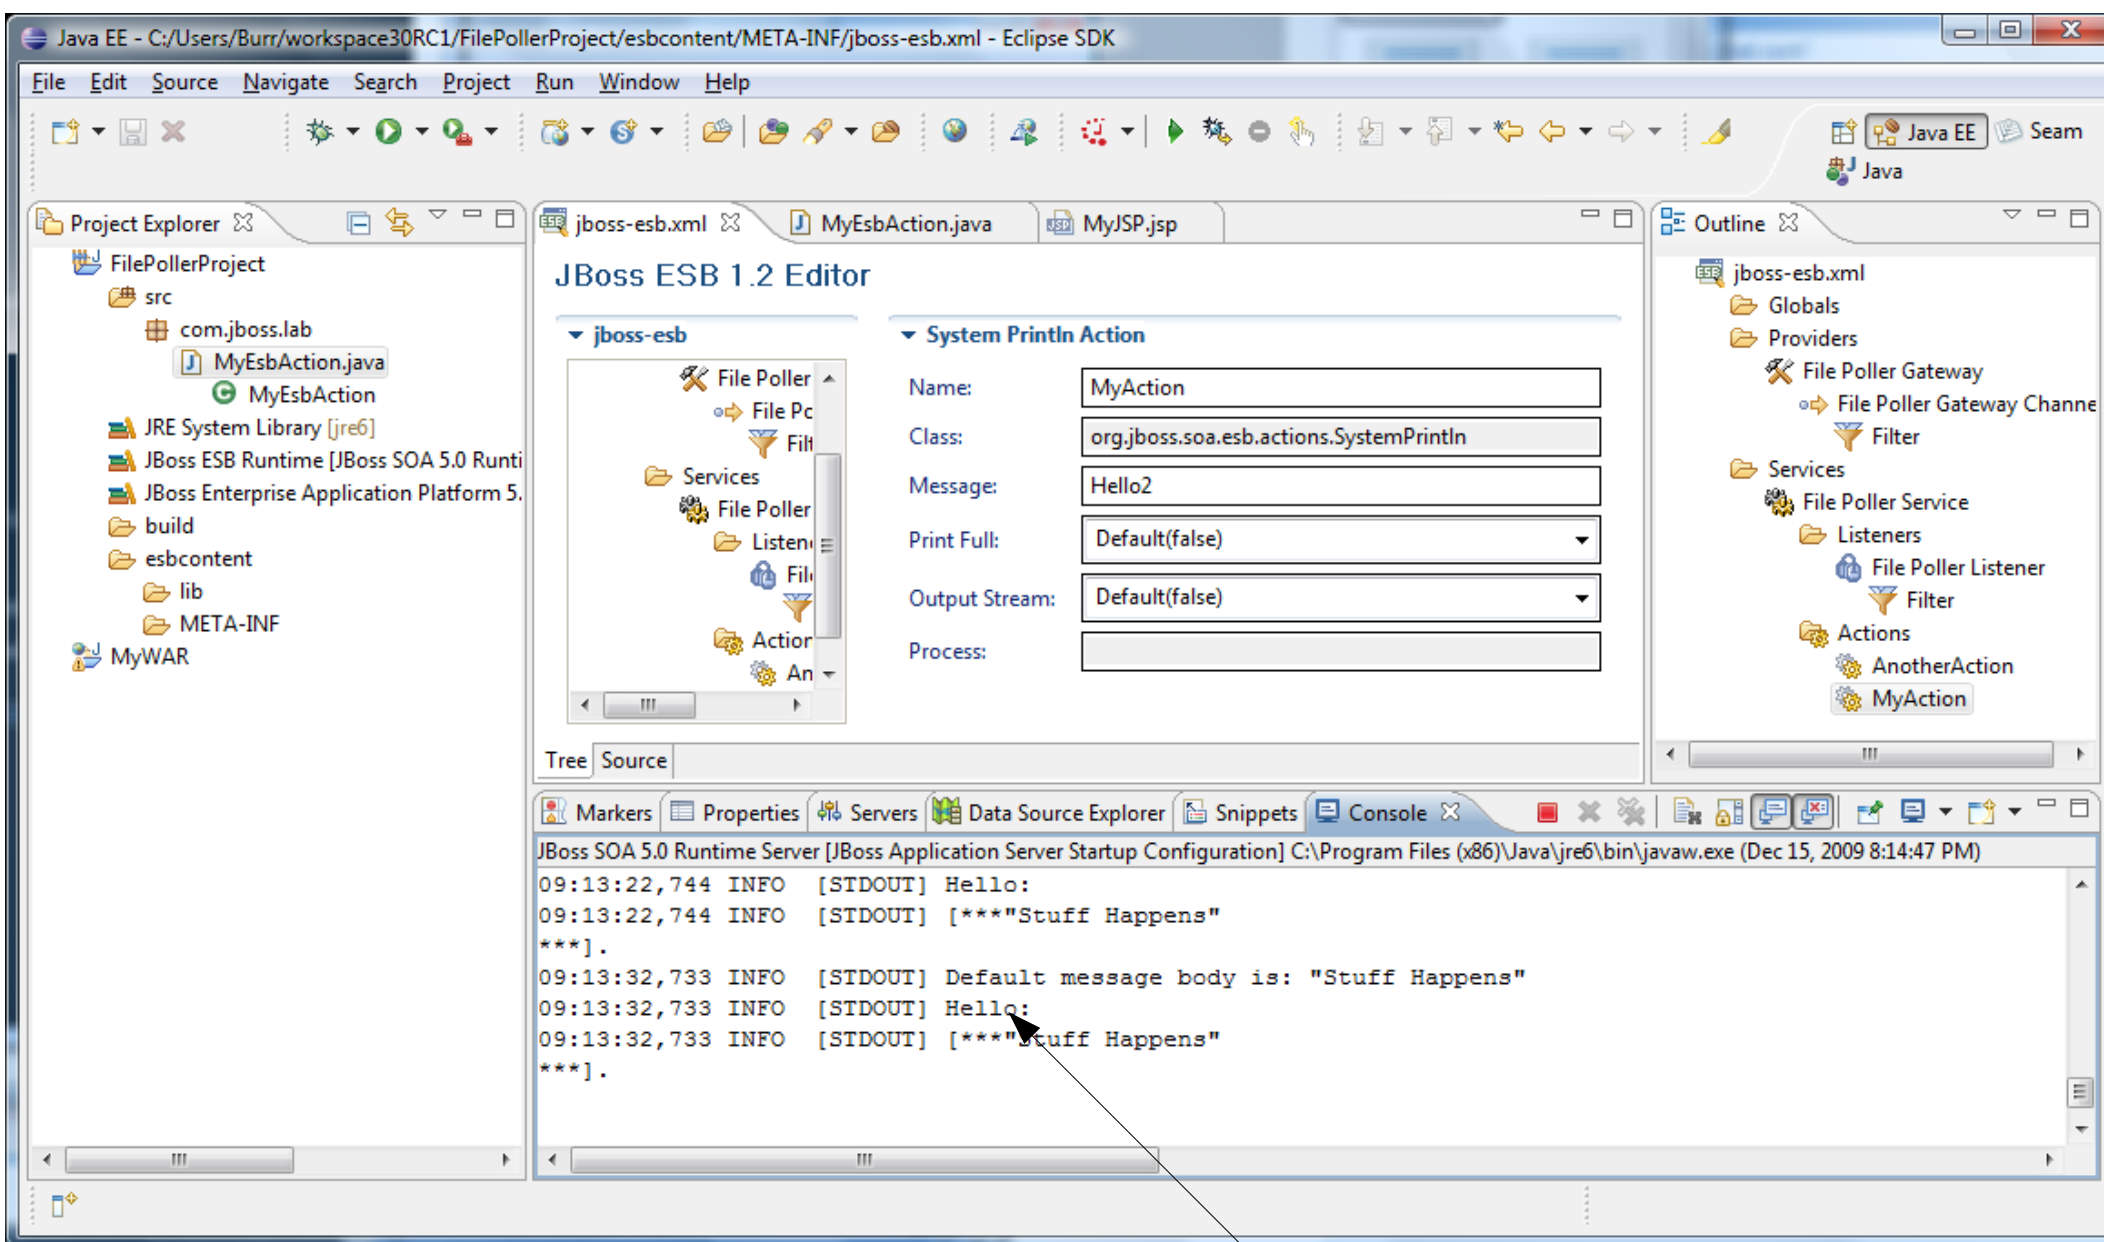 Java EE - C:/Users/Burr/workspace30RC1/FilePollerProject/esbcontent/META-INF/jboss-esb.xml - Eclipse SDK
File Edit Source Navigate Search Project Run Window Help
Java EE
Seam
Java
Project Explorer
FilePollerProject
src
com.jboss.lab
MyEsbAction.java
MyEsbAction
JRE System Library [jre6]
JBoss ESB Runtime [JBoss SOA 5.0 Runti
JBoss Enterprise Application Platform 5.
build
esbcontent
lib
META-INF
MyWAR
jboss-esb.xml
MyEsbAction.java
MyJSP.jsp
JBoss ESB 1.2 Editor
jboss-esb
File Poller
File Pc
Filt
Services
File Poller
Listen
File
Action
An
System Println Action
Name: MyAction
Class: org.jboss.soa.esb.actions.SystemPrintln
Message: Hello2
Print Full: Default(false)
Output Stream: Default(false)
Process:
Tree Source
Outline
jboss-esb.xml
Globals
Providers
File Poller Gateway
File Poller Gateway Channe
Filter
Services
File Poller Service
Listeners
File Poller Listener
Filter
Actions
AnotherAction
MyAction
Markers Properties Servers Data Source Explorer Snippets Console
JBoss SOA 5.0 Runtime Server [JBoss Application Server Startup Configuration] C:\Program Files (x86)\Java\jre6\bin\javaw.exe (Dec 15, 2009 8:14:47 PM)
09:13:22,744 INFO [STDOUT] Hello:
09:13:22,744 INFO [STDOUT] [***"Stuff Happens"
***].
09:13:32,733 INFO [STDOUT] Default message body is: "Stuff Happens"
09:13:32,733 INFO [STDOUT] Hello:
09:13:32,733 INFO [STDOUT] [***"Stuff Happens"
***].